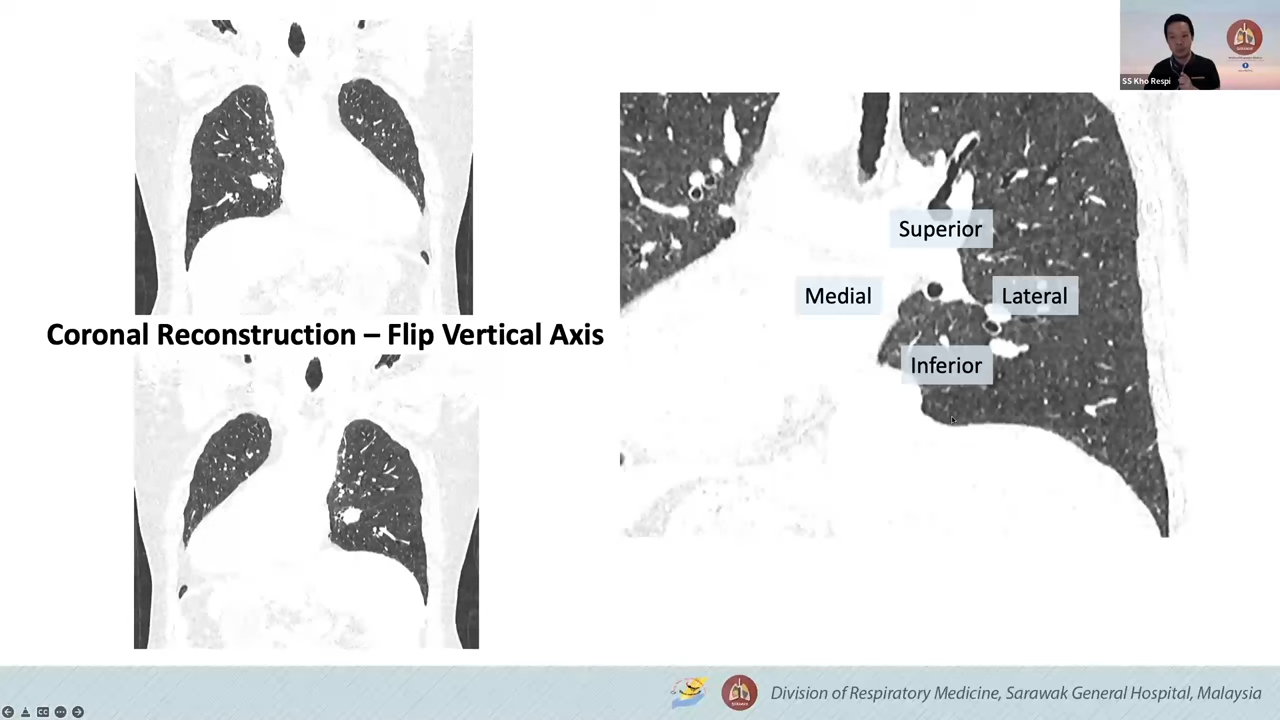 SS Kho Respi
Superior
Medial
Lateral
Coronal Reconstruction – Flip Vertical Axis
Inferior
Division of Respiratory Medicine, Sarawak General Hospital, Malaysia